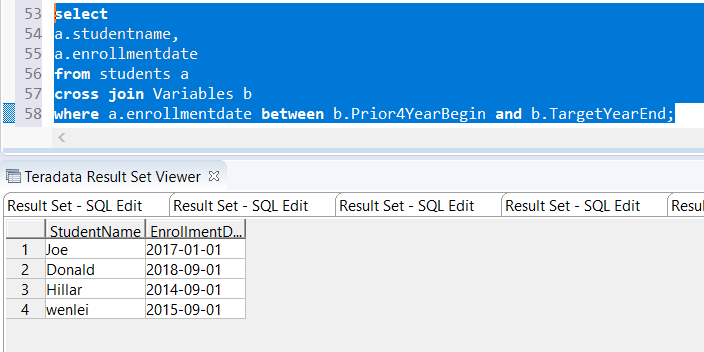 53 select
54 a.studentname,
55 a.enrollmentdate
56 from students a
57 cross join Variables b
58 where a.enrollmentdate between b.Prior4YearBegin and b.TargetYearEnd;
Teradata Result Set Viewer
Result Set - SQL Edit Result Set - SQL Edit Result Set - SQL Edit Result Set - SQL Edit Resu
StudentName EnrollmentD...
1 Joe 2017-01-01
2 Donald 2018-09-01
3 Hillar 2014-09-01
4 wenlei 2015-09-01